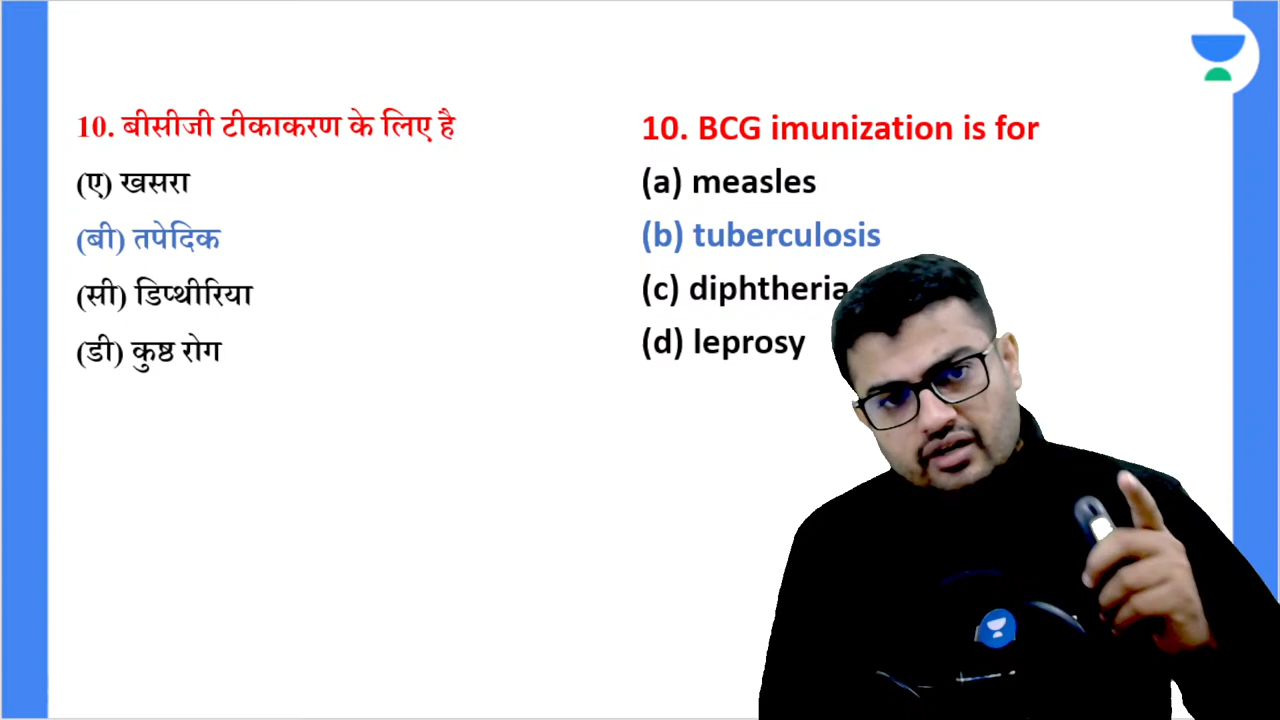 10. बीसीजी टीकाकरण के लिए है
(ए) खसरा
(बी) तपेदिक
(सी) डिप्थीरिया
(डी) कुष्ठ रोग
10. BCG imunization is for
(a) measles
(b) tuberculosis
(c) diphtheria
(d) leprosy